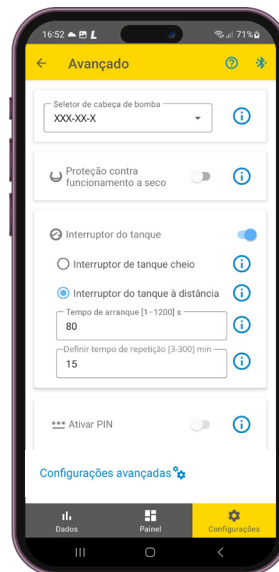 16:52
71%
Avançado
Seletor de cabeça de bomba
XXX-XX-X
Proteção contra
funcionamento a seco
Interruptor do tanque
Interruptor de tanque cheio
Interruptor do tanque à distância
Tempo de arranque [1–1200] s
80
Definir tempo de repetição [3-300] min
15
Ativar PIN
Configurações avançadas
Dados
Painel
Configurações